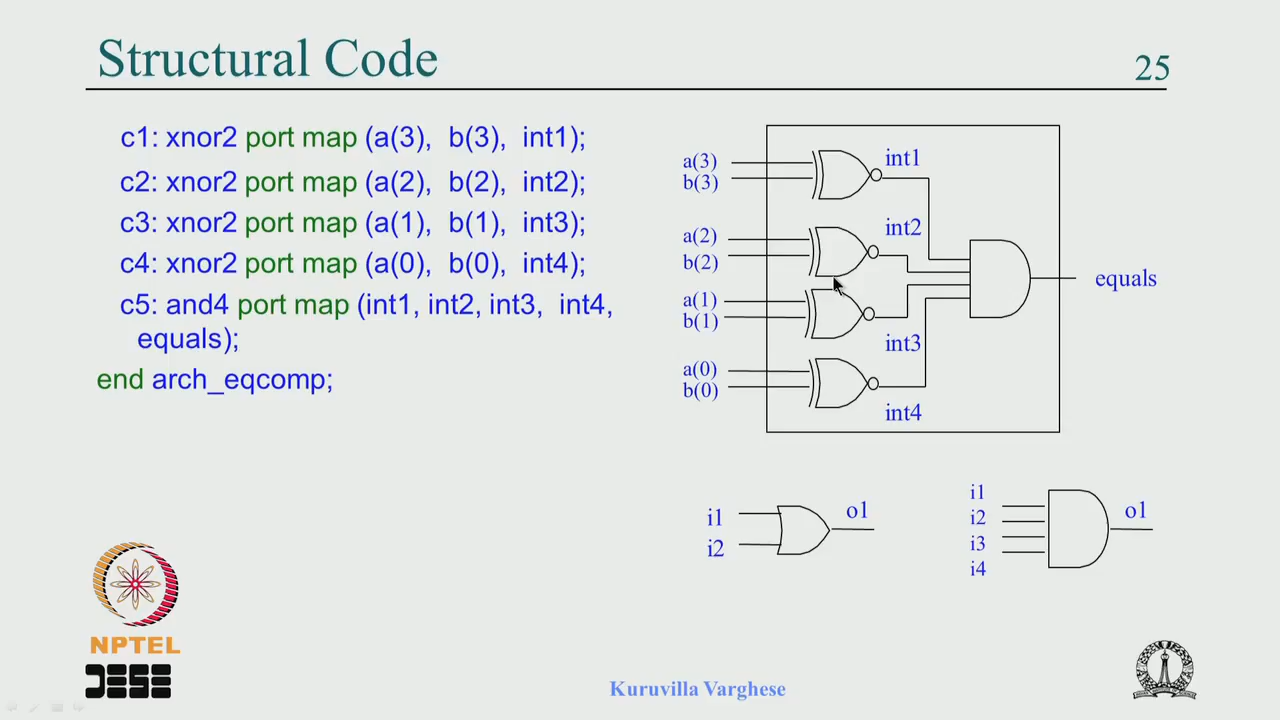 Structural Code
25
c1: xnor2 port map (a(3), b(3), int1);
c2: xnor2 port map (a(2), b(2), int2);
c3: xnor2 port map (a(1), b(1), int3);
c4: xnor2 port map (a(0), b(0), int4);
c5: and4 port map (int1, int2, int3, int4,
equals);
end arch_eqcomp;
a(3)
b(3)
int1
a(2)
b(2)
int2
a(1)
b(1)
int3
a(0)
b(0)
int4
equals
i1
i2
o1
i1
i2
i3
i4
o1
NPTEL
DESE
Kuruvilla Varghese